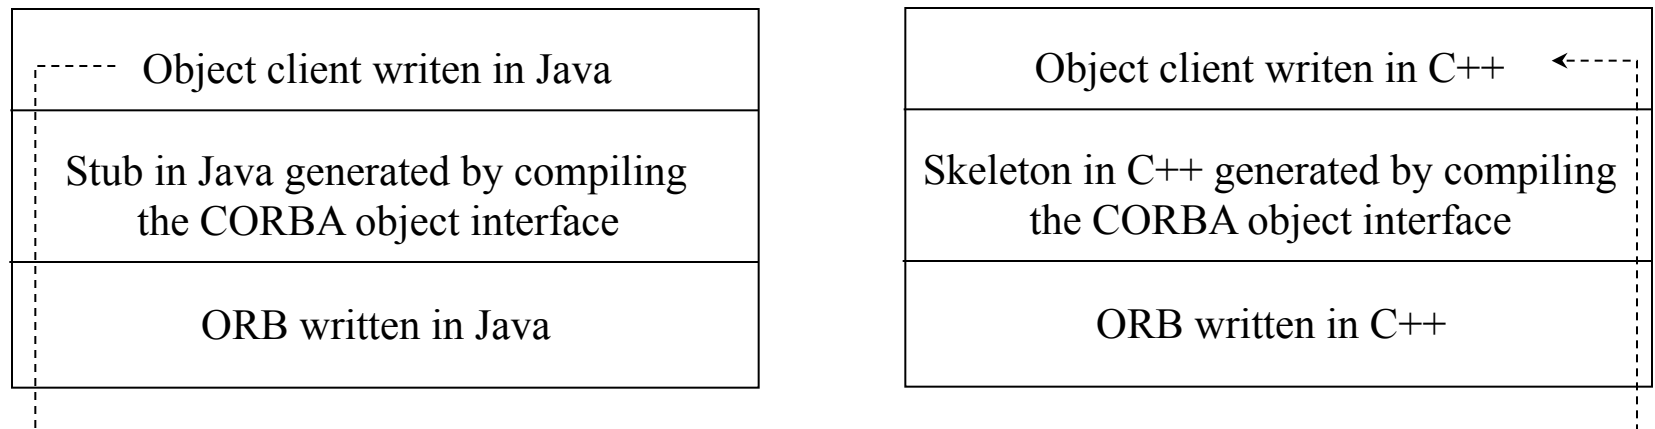 Object client writen in Java
Stub in Java generated by compiling
the CORBA object interface
ORB written in Java
Object client writen in C++
Skeleton in C++ generated by compiling
the CORBA object interface
ORB written in C++